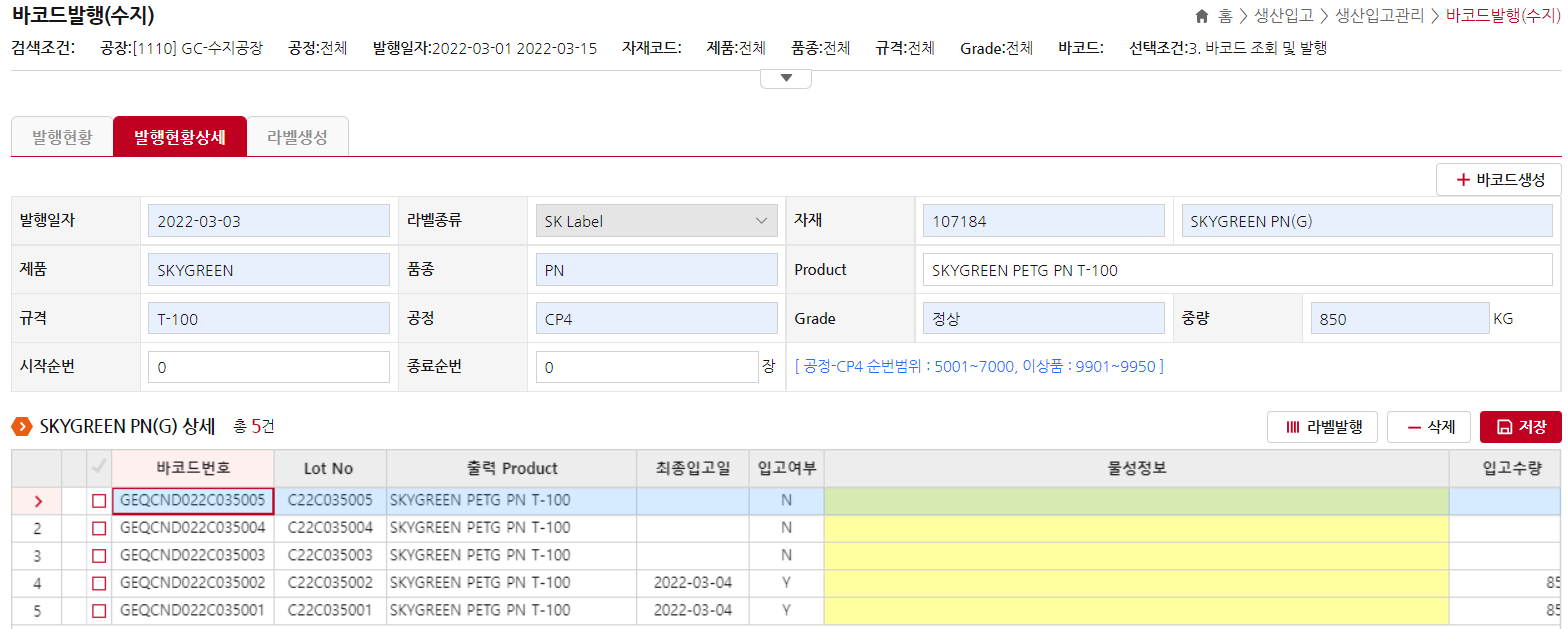 바코드발행(수지)
홈 > 생산입고 > 생산입고관리 > 바코드발행(수지)
검색조건: 공장:[1110] GC-수지공장 공정:전체 발행일자:2022-03-01 2022-03-15 자재코드: 제품:전체 품종:전체 규격:전체 Grade:전체 바코드: 선택조건:3. 바코드 조회 및 발행
발행현황 발행현황상세 라벨생성
바코드생성
발행일자 2022-03-03 라벨종류 SK Label 자재 107184 SKYGREEN PN(G)
제품 SKYGREEN 품종 PN Product SKYGREEN PETG PN T-100
규격 T-100 공정 CP4 Grade 정상 중량 850 KG
시작순번 0 종료순번 0 장 [ 공정-CP4 순번범위 : 5001~7000, 이상품 : 9901~9950 ]
SKYGREEN PN(G) 상세 총 5건 라벨발행 삭제 저장
바코드번호 Lot No 출력 Product 최종입고일 입고여부 물성정보 입고수량
GEQCND022C035005 C22C035005 SKYGREEN PETG PN T-100 N
2 GEQCND022C035004 C22C035004 SKYGREEN PETG PN T-100 N
3 GEQCND022C035003 C22C035003 SKYGREEN PETG PN T-100 N
4 GEQCND022C035002 C22C035002 SKYGREEN PETG PN T-100 2022-03-04 Y 85
5 GEQCND022C035001 C22C035001 SKYGREEN PETG PN T-100 2022-03-04 Y 85